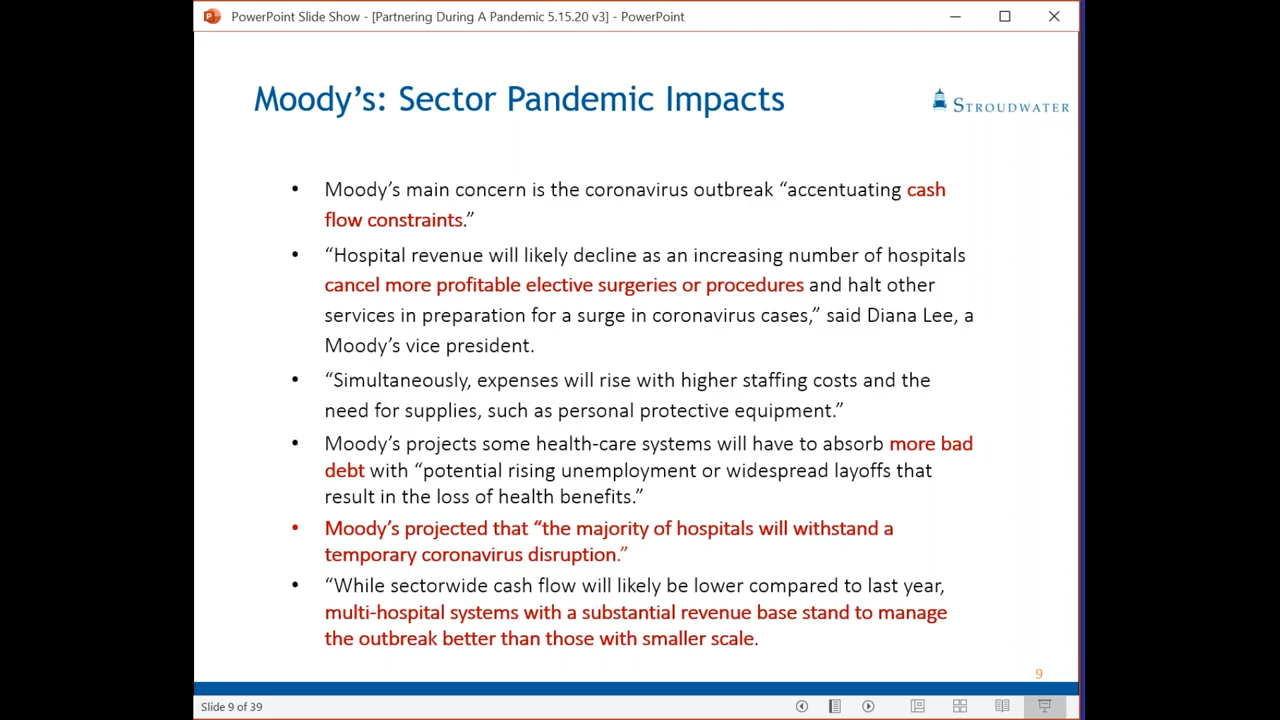 PowerPoint Slide Show - [Partnering During A Pandemic 5.15.20 v3] - PowerPoint
Moody’s: Sector Pandemic Impacts
STROUDWATER
• Moody’s main concern is the coronavirus outbreak “accentuating cash
flow constraints.”
• “Hospital revenue will likely decline as an increasing number of hospitals
cancel more profitable elective surgeries or procedures and halt other
services in preparation for a surge in coronavirus cases,” said Diana Lee, a
Moody’s vice president.
• “Simultaneously, expenses will rise with higher staffing costs and the
need for supplies, such as personal protective equipment.”
• Moody’s projects some health-care systems will have to absorb more bad
debt with “potential rising unemployment or widespread layoffs that
result in the loss of health benefits.”
• Moody’s projected that “the majority of hospitals will withstand a
temporary coronavirus disruption.”
• “While sectorwide cash flow will likely be lower compared to last year,
multi-hospital systems with a substantial revenue base stand to manage
the outbreak better than those with smaller scale.
9
Slide 9 of 39